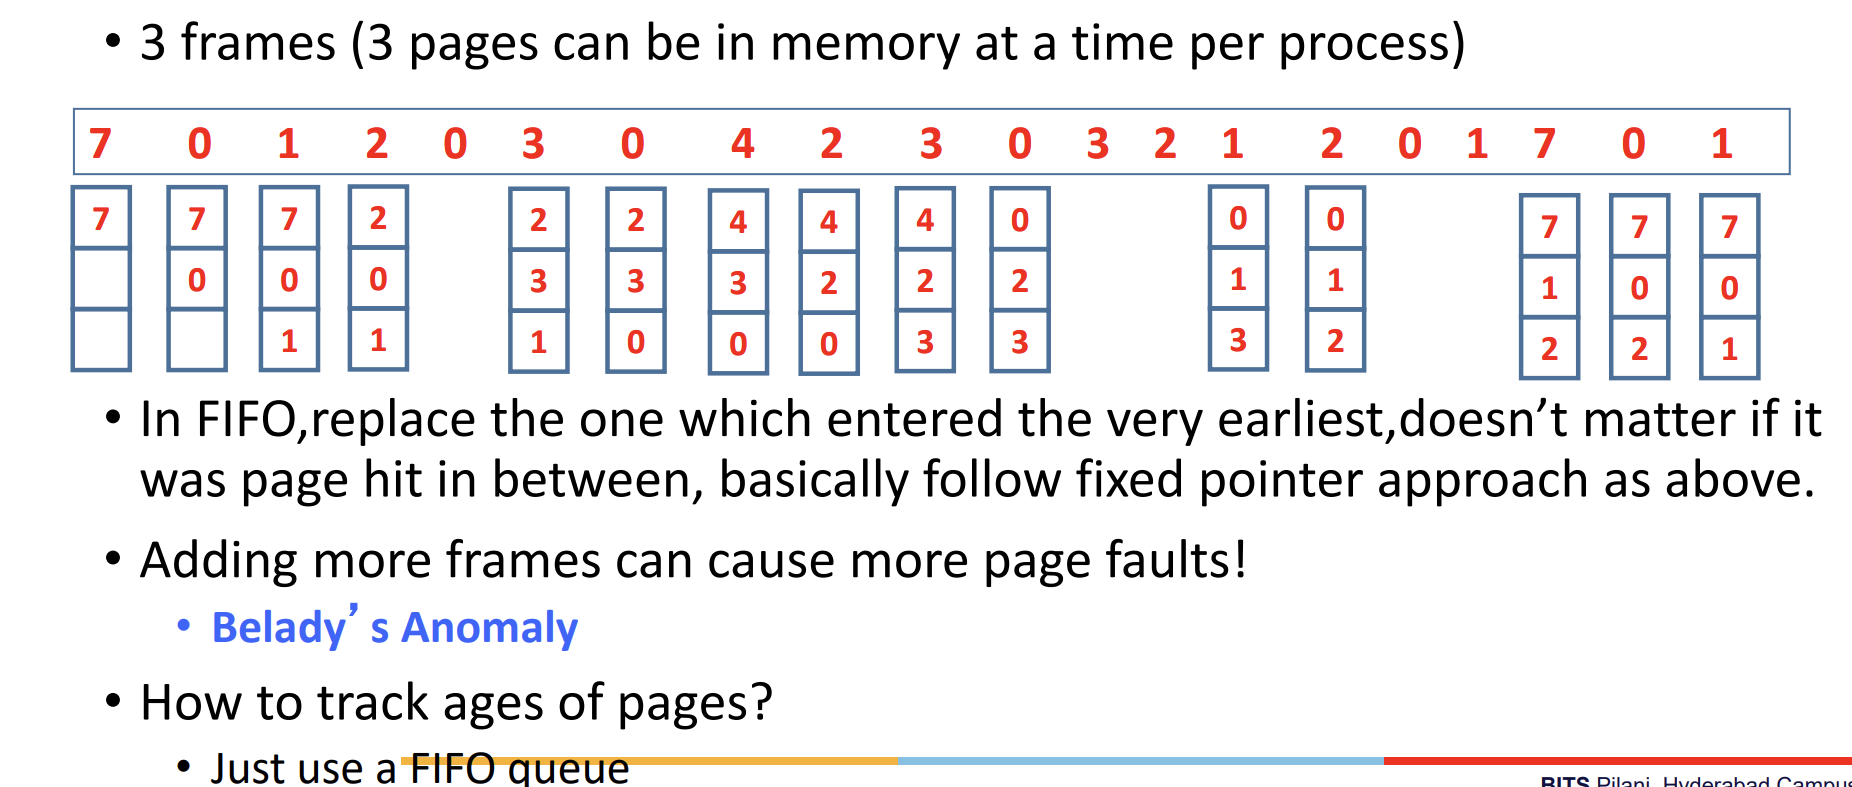 • 3 frames (3 pages can be in memory at a time per process)
7 0 1 2 0 3 0 4 2 3 0 3 2 1 2 0 1 7 0 1
7 7 7 2 2 2 4 4 4 0 0 0 7 7 7
0 0 0 3 3 3 2 2 2 1 1 1 0 0
1 1 1 0 0 0 3 3 3 2 2 2 1
• In FIFO,replace the one which entered the very earliest,doesn’t matter if it
was page hit in between, basically follow fixed pointer approach as above.
• Adding more frames can cause more page faults!
• Belady’s Anomaly
• How to track ages of pages?
• Just use a FIFO queue
BITS Pilani, Hyderabad Campus